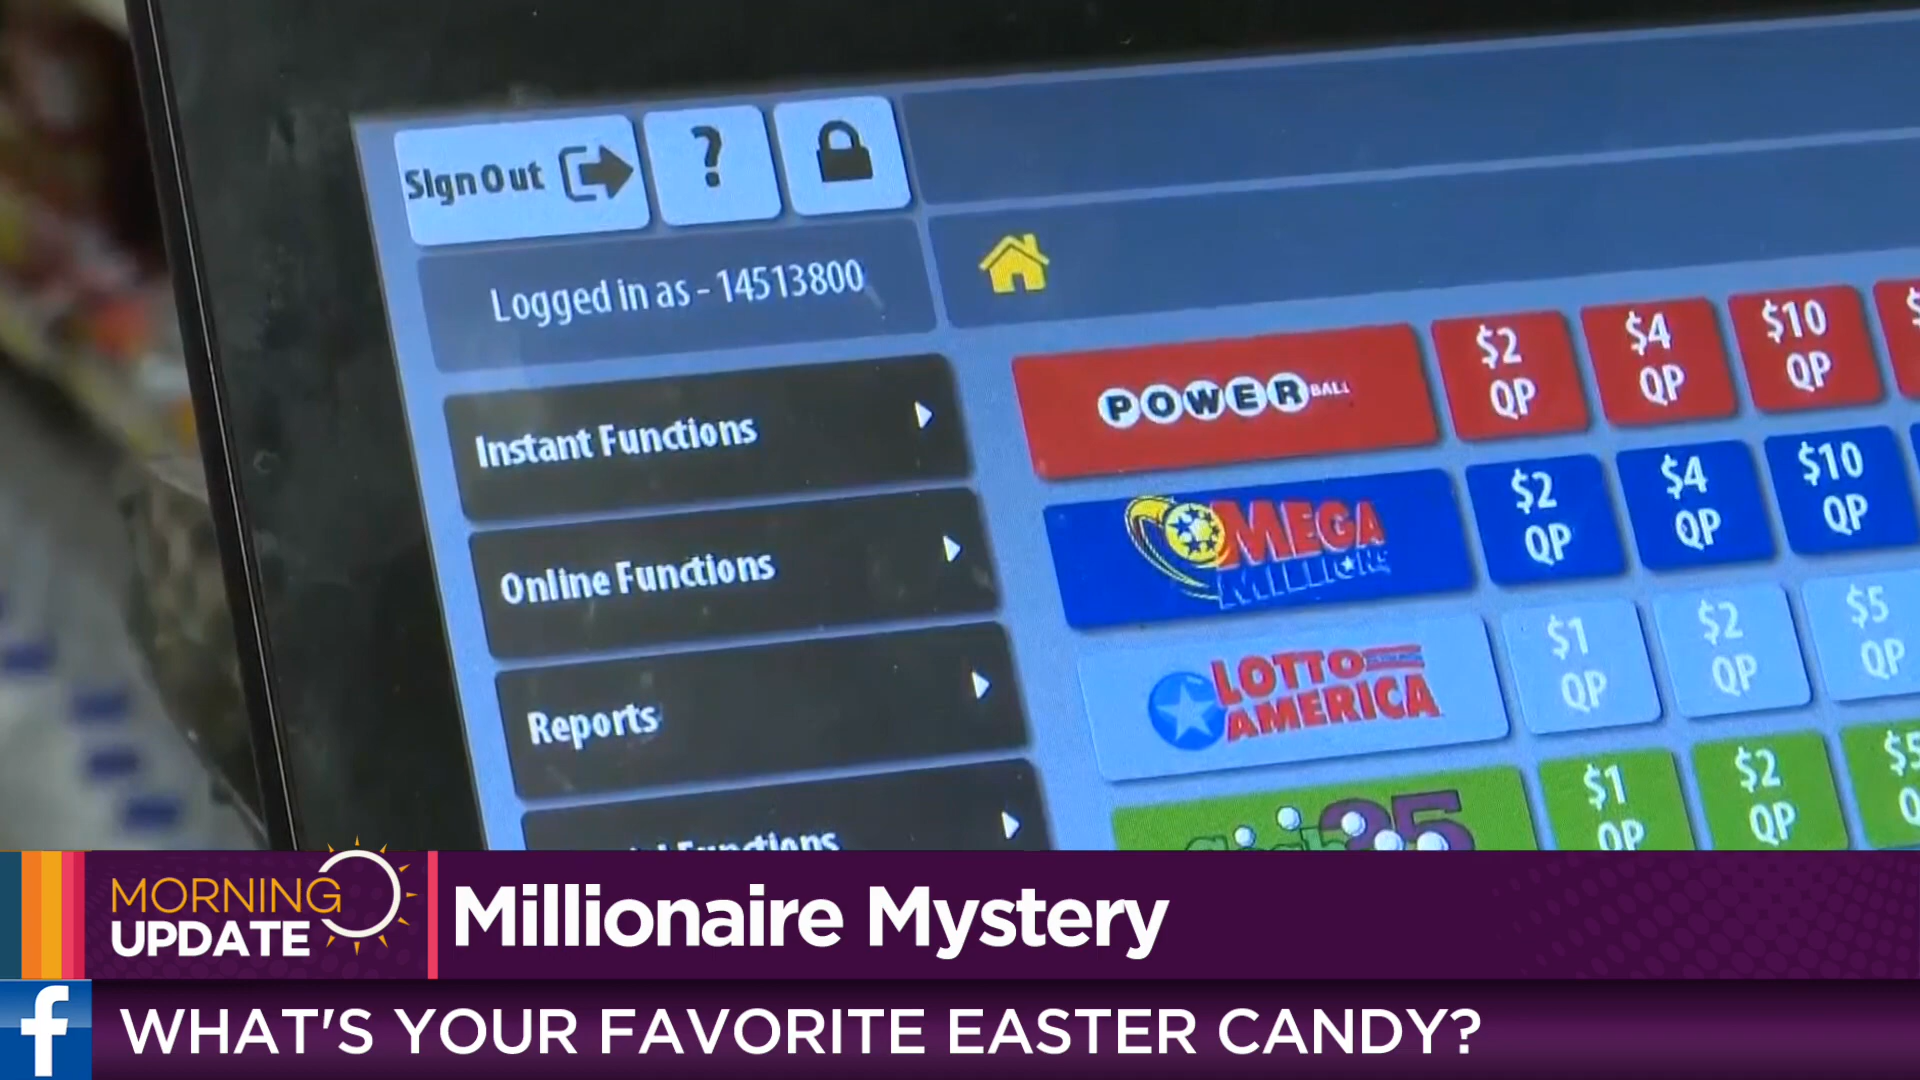 Sign Out
?
Logged in as - 14513800
Instant Functions
Online Functions
Reports
Functions
POWERBALL
$2 QP
$4 QP
$10 QP
MEGA MILLIONS
$2 QP
$4 QP
$10 QP
LOTTO AMERICA
$1 QP
$2 QP
$5 QP
35
$1 QP
$2 QP
MORNING UPDATE
Millionaire Mystery
f
WHAT'S YOUR FAVORITE EASTER CANDY?